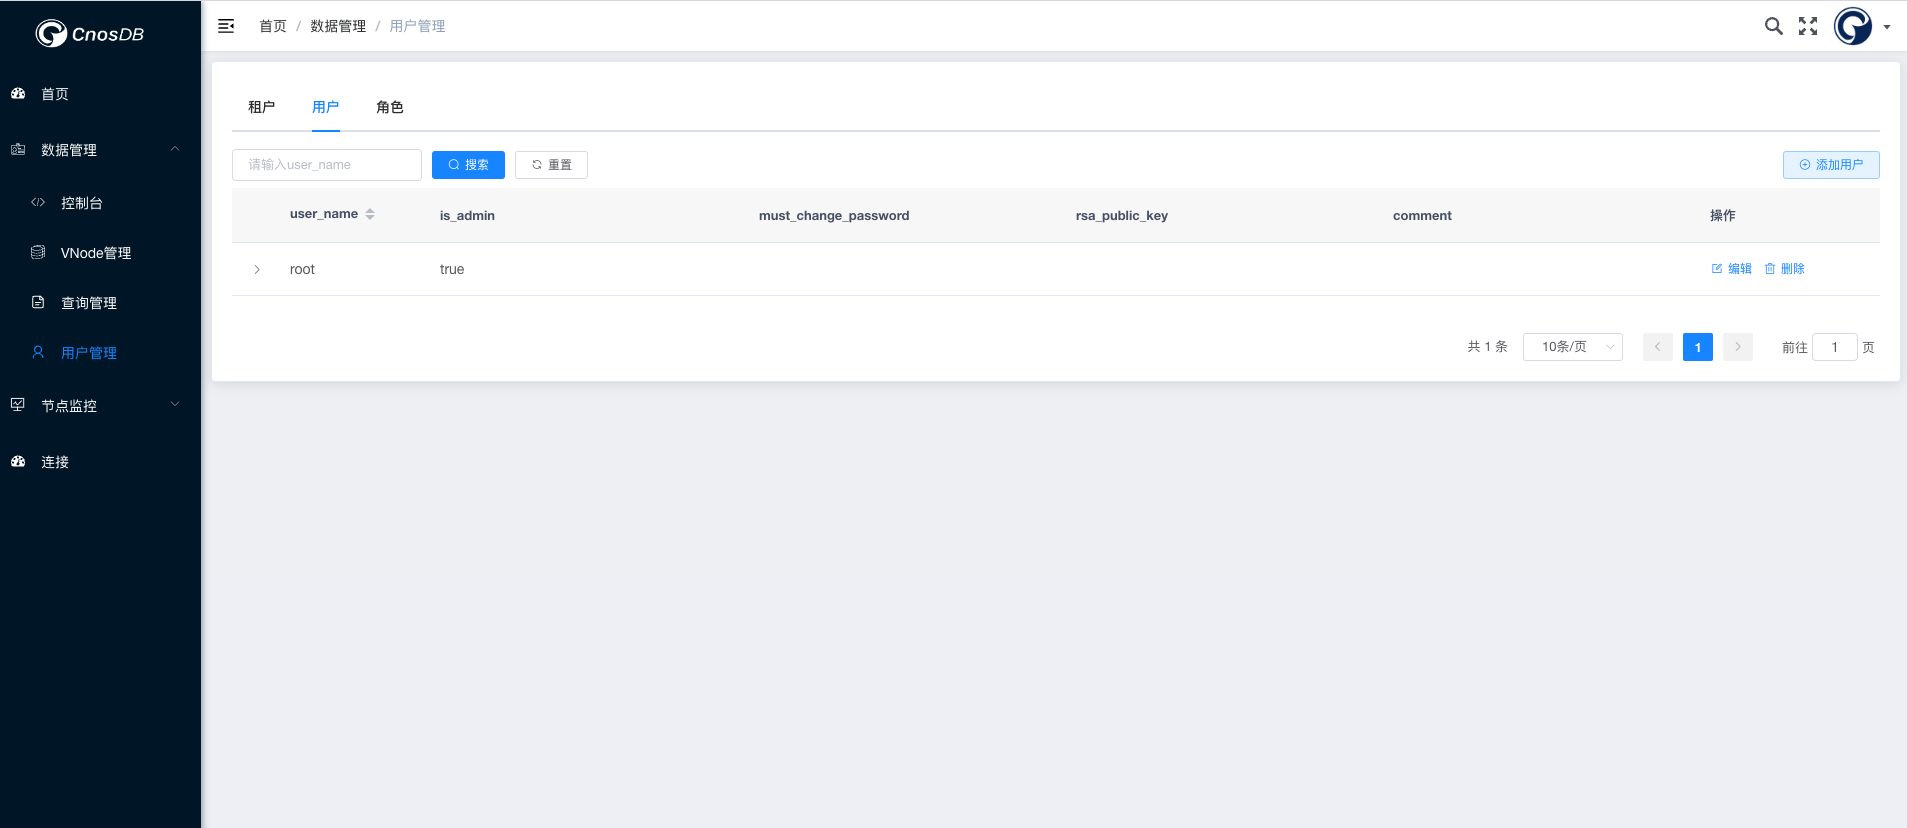 CnosDB
首页
数据管理
控制台
VNode管理
查询管理
用户管理
节点监控
连接
首页 / 数据管理 / 用户管理
租户 用户 角色
请输入user_name 搜索 重置 添加用户
user_name is_admin must_change_password rsa_public_key comment 操作
root true 编辑 删除
共 1 条 10条/页 1 前往 1 页